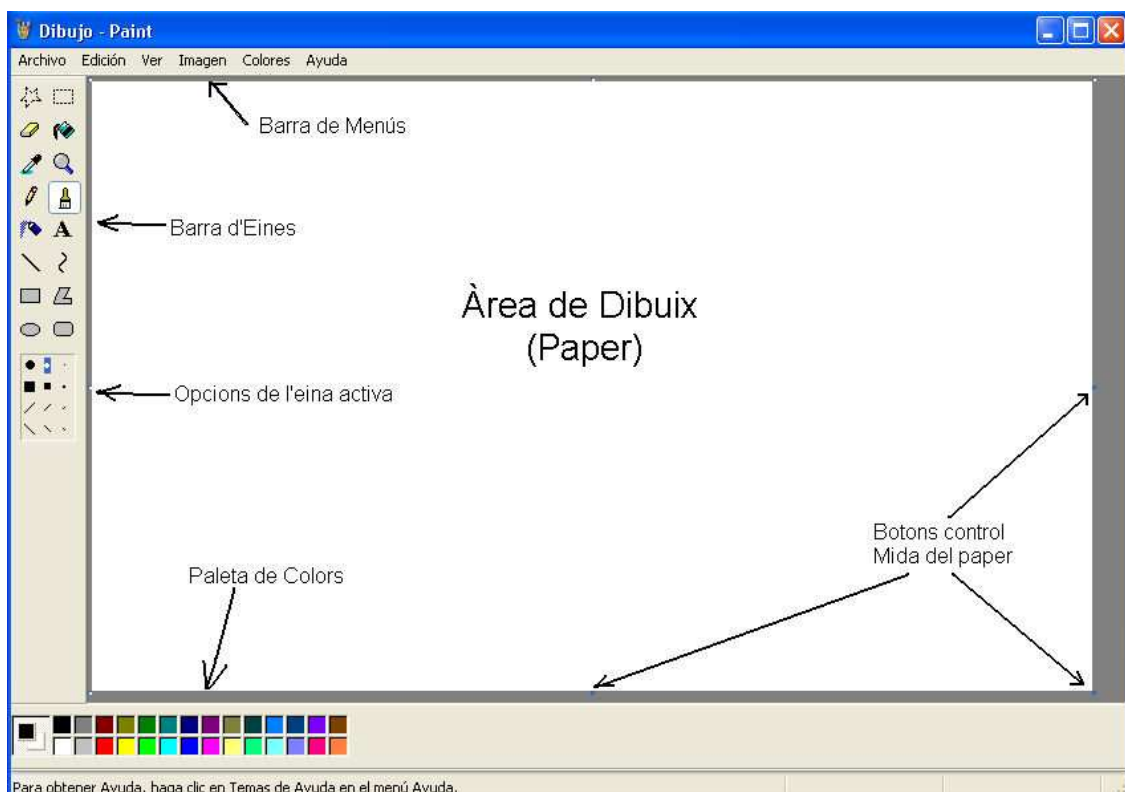 Dibujo - Paint
Archivo Edición Ver Imagen Colores Ayuda
Barra de Menús
A
Barra d'Eines
Àrea de Dibuix
(Paper)
Opcions de l'eina activa
Botons control
Mida del paper
Paleta de Colors
Para obtener Ayuda, haga clic en Temas de Ayuda en el menú Ayuda.